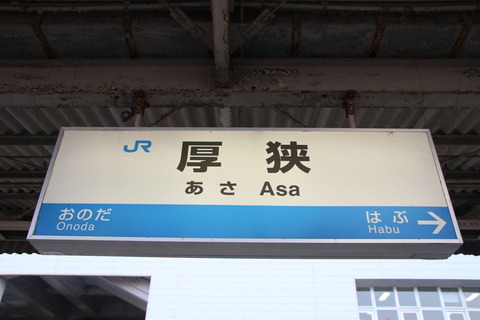 JR 厚狭
あさ Asa
おのだ はぶ →
Onoda Habu